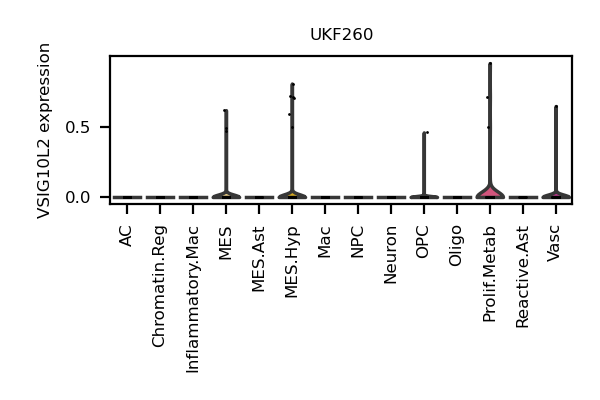 UKF260
VSIG10L2 expression
0.5
0.0
AC
Chromatin.Reg
Inflammatory.Mac
MES
MES.Ast
MES.Hyp
Mac
NPC
Neuron
OPC
Oligo
Prolif.Metab
Reactive.Ast
Vasc